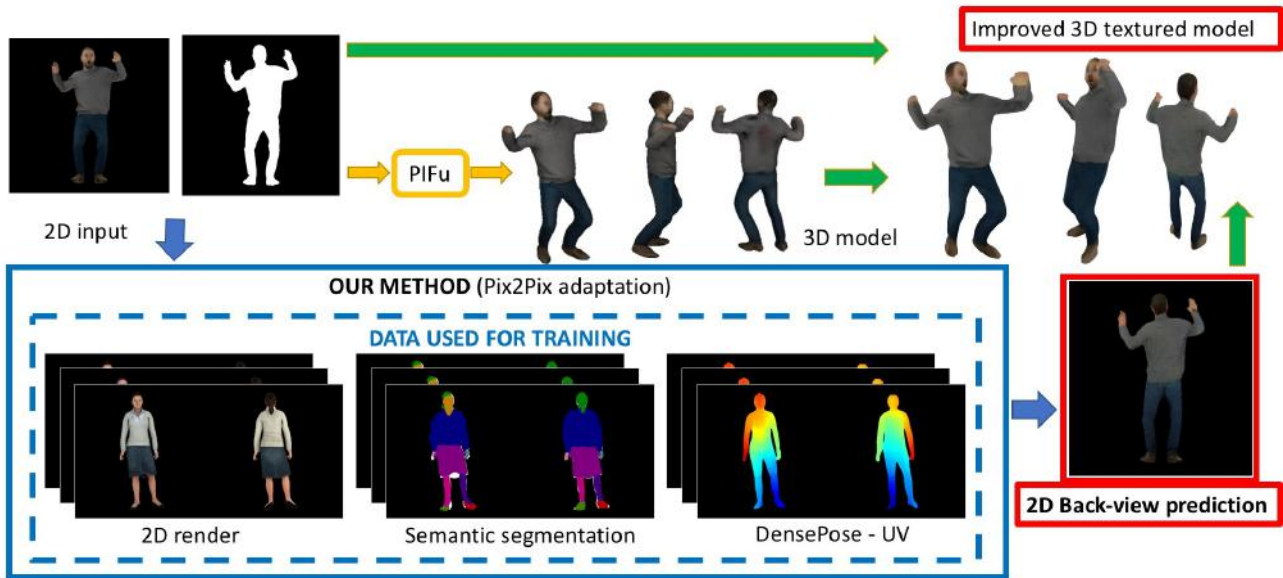 Improved 3D textured model
PIFu
2D input
3D model
OUR METHOD (Pix2Pix adaptation)
DATA USED FOR TRAINING
2D render
Semantic segmentation
DensePose - UV
2D Back-view prediction